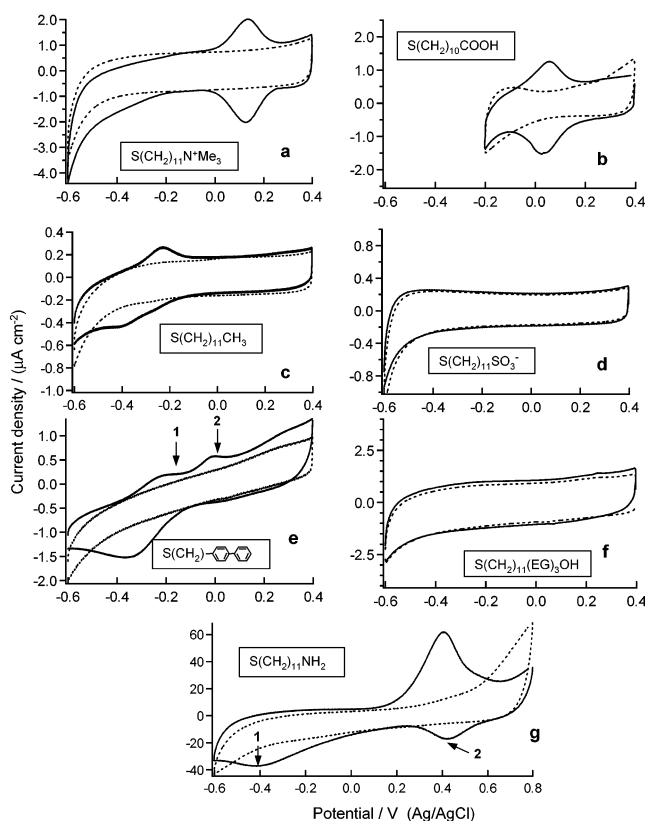 2.0
1.0
0.0
-1.0
-2.0
-3.0
-4.0
S(CH2)11N+Me3
a
-0.6 -0.4 -0.2 0.0 0.2 0.4
S(CH2)10COOH
2.0
1.0
0.0
-1.0
-2.0
b
-0.6 -0.4 -0.2 0.0 0.2 0.4
Current density / (µA cm-2)
0.4
0.2
0.0
-0.2
-0.4
-0.6
-0.8
-1.0
S(CH2)11CH3
c
-0.6 -0.4 -0.2 0.0 0.2 0.4
0.8
0.4
0.0
-0.4
-0.8
S(CH2)11SO3-
d
-0.6 -0.4 -0.2 0.0 0.2 0.4
1.0
0.5
0.0
-0.5
-1.0
-1.5
-2.0
1
2
S(CH2)
e
-0.6 -0.4 -0.2 0.0 0.2 0.4
2.5
0.0
-2.5
S(CH2)11(EG)3OH
f
-0.6 -0.4 -0.2 0.0 0.2 0.4
60
40
20
0
-20
-40
S(CH2)11NH2
1
2
g
-0.6 -0.4 -0.2 0.0 0.2 0.4 0.6 0.8
Potential / V (Ag/AgCl)